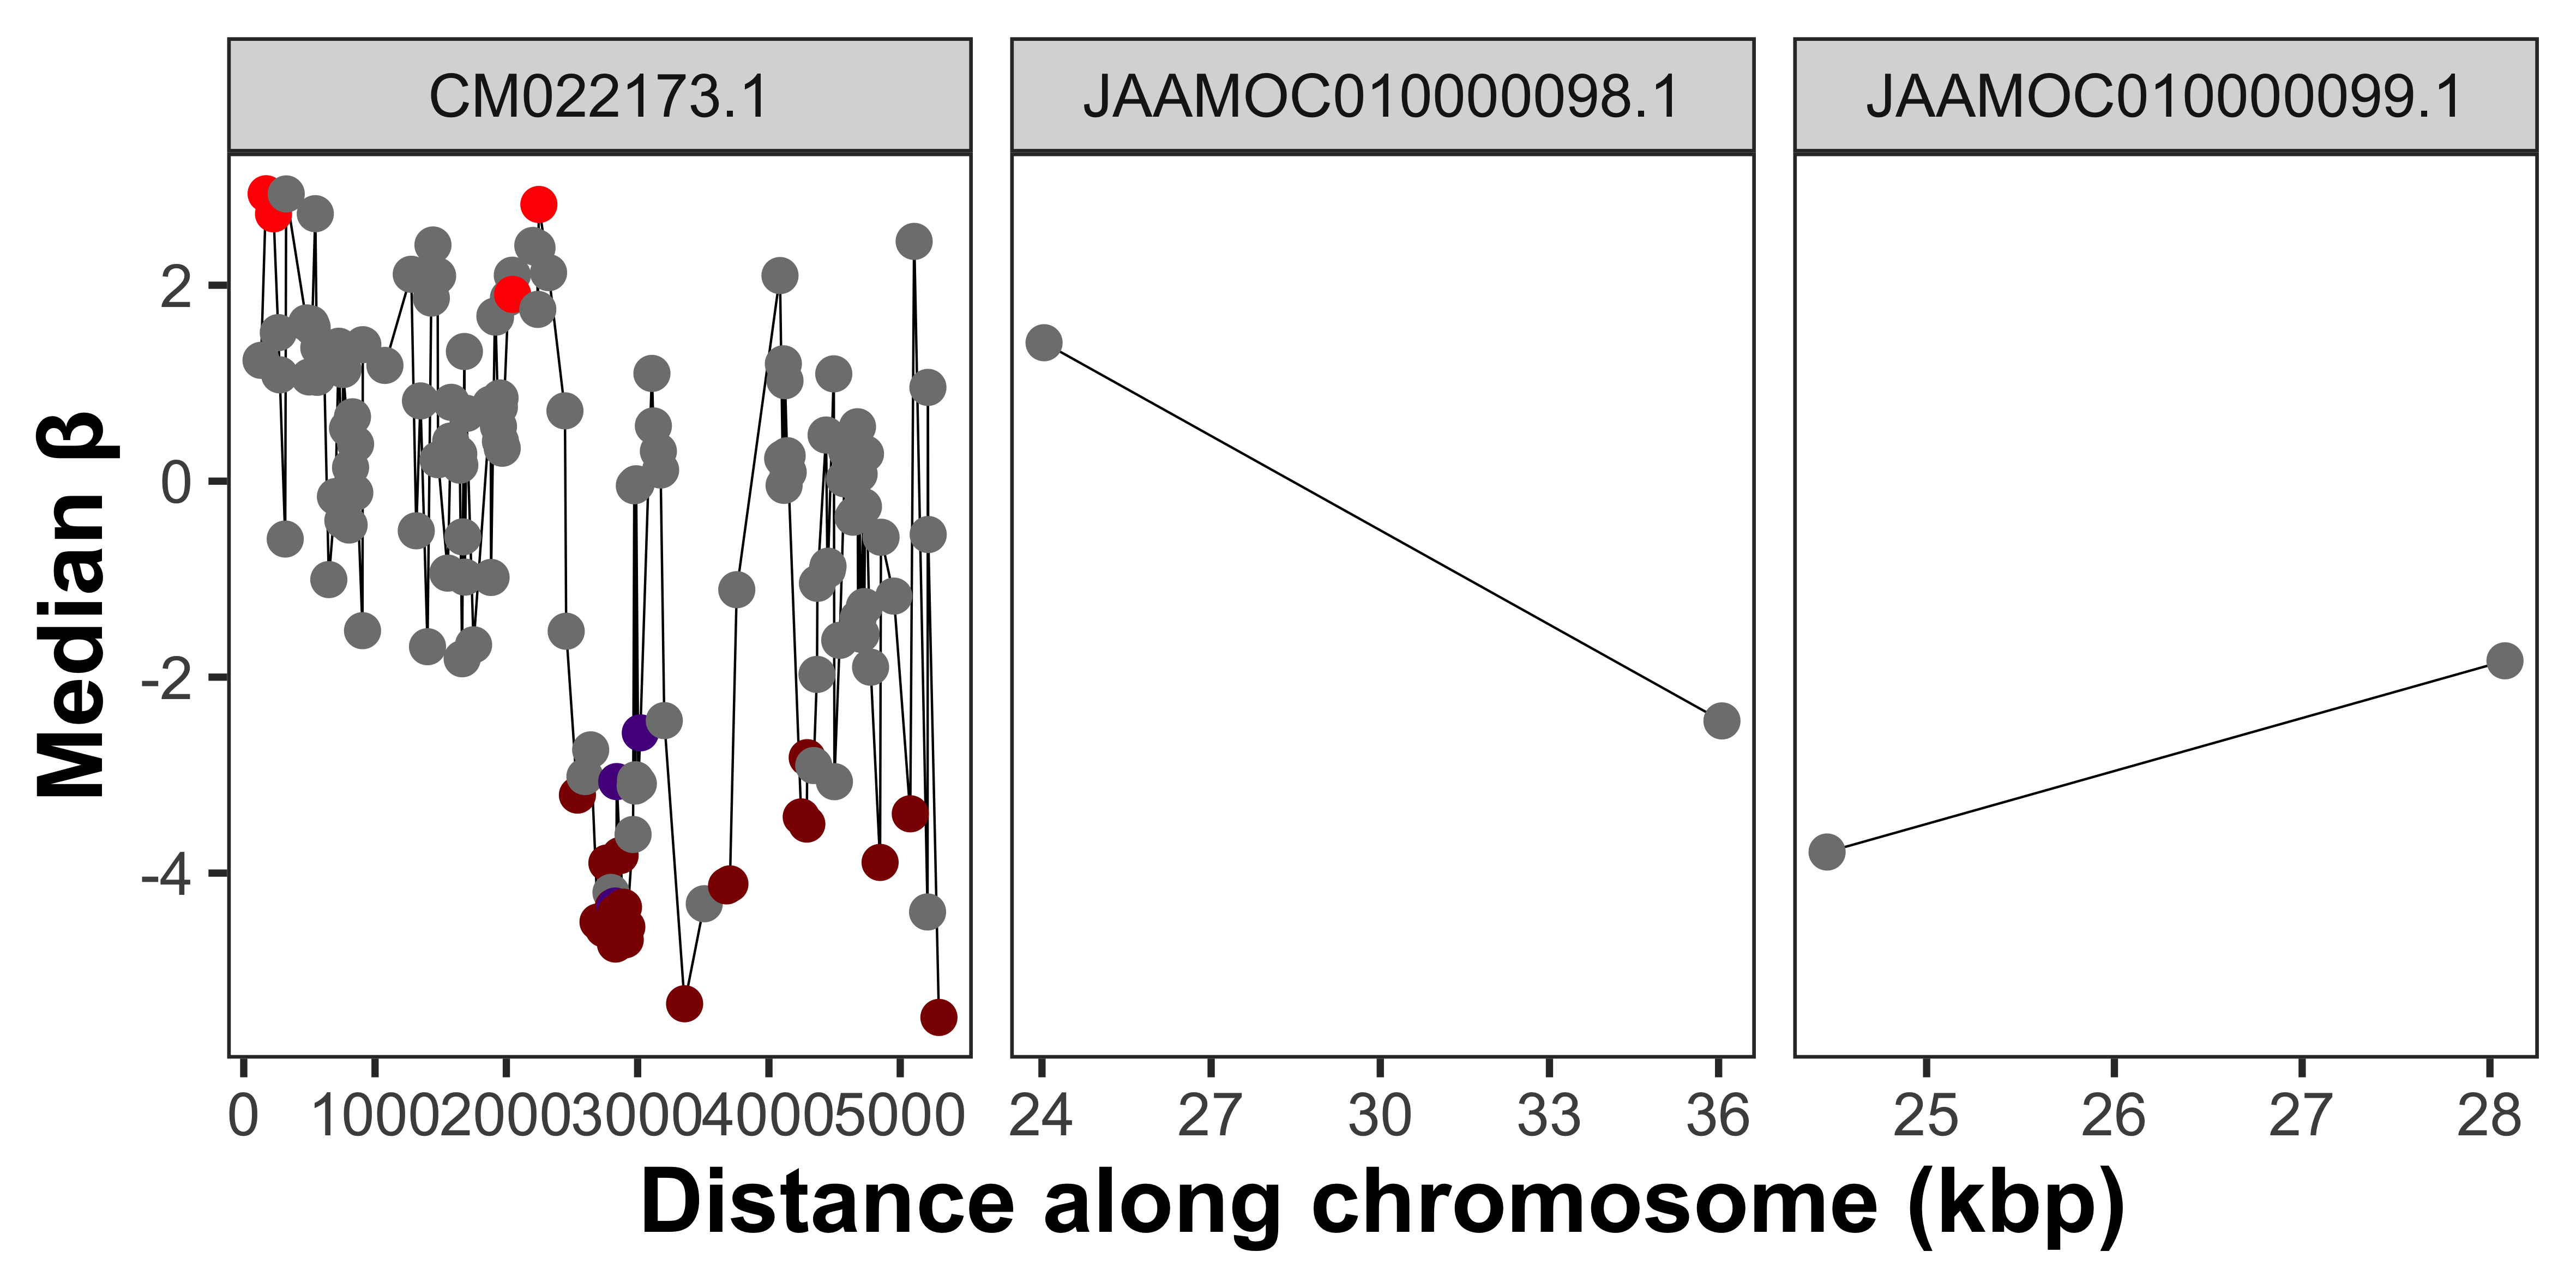 CM022173.1 JAAMOC010000098.1 JAAMOC010000099.1
2
0
-2
-4
Median β
0 1000 2000 3000 4000 5000 24 27 30 33 36 25 26 27 28
Distance along chromosome (kbp)